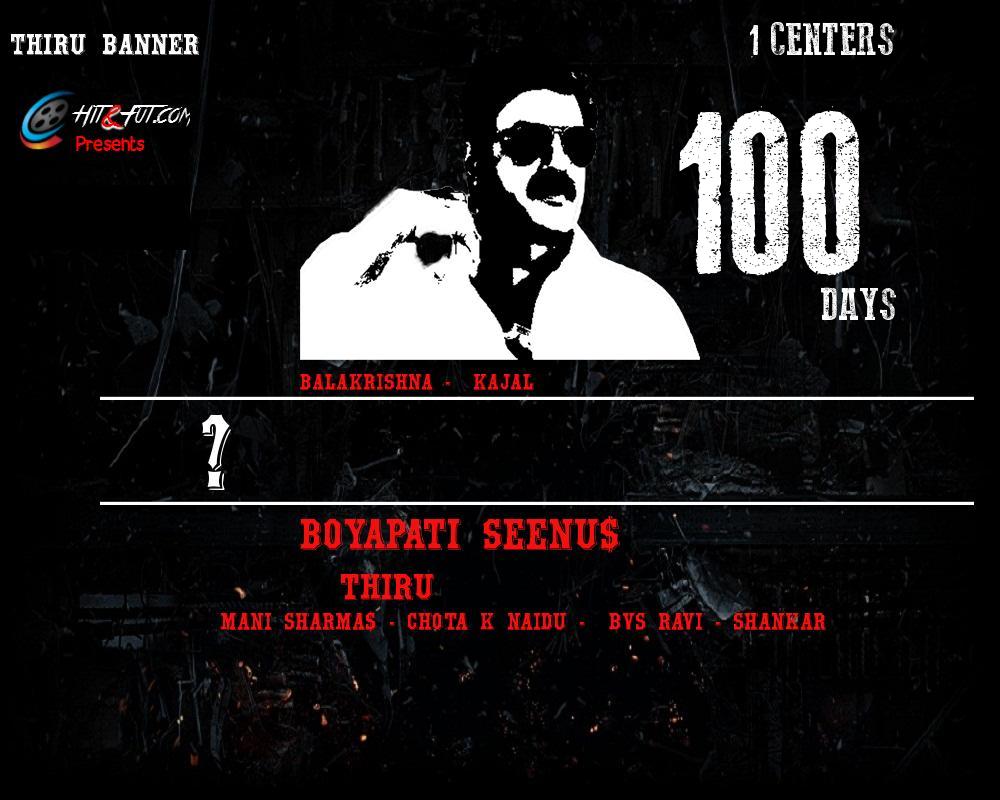 THIRU BANNER
1 CENTERS
HIT&FUT.COM
Presents
100
DAYS
BALAKRISHNA - KAJAL
?
BOYAPATI SEENU$
THIRU
MANI SHARMA$ - CHOTA K NAIDU - BVS RAVI - SHANKAR